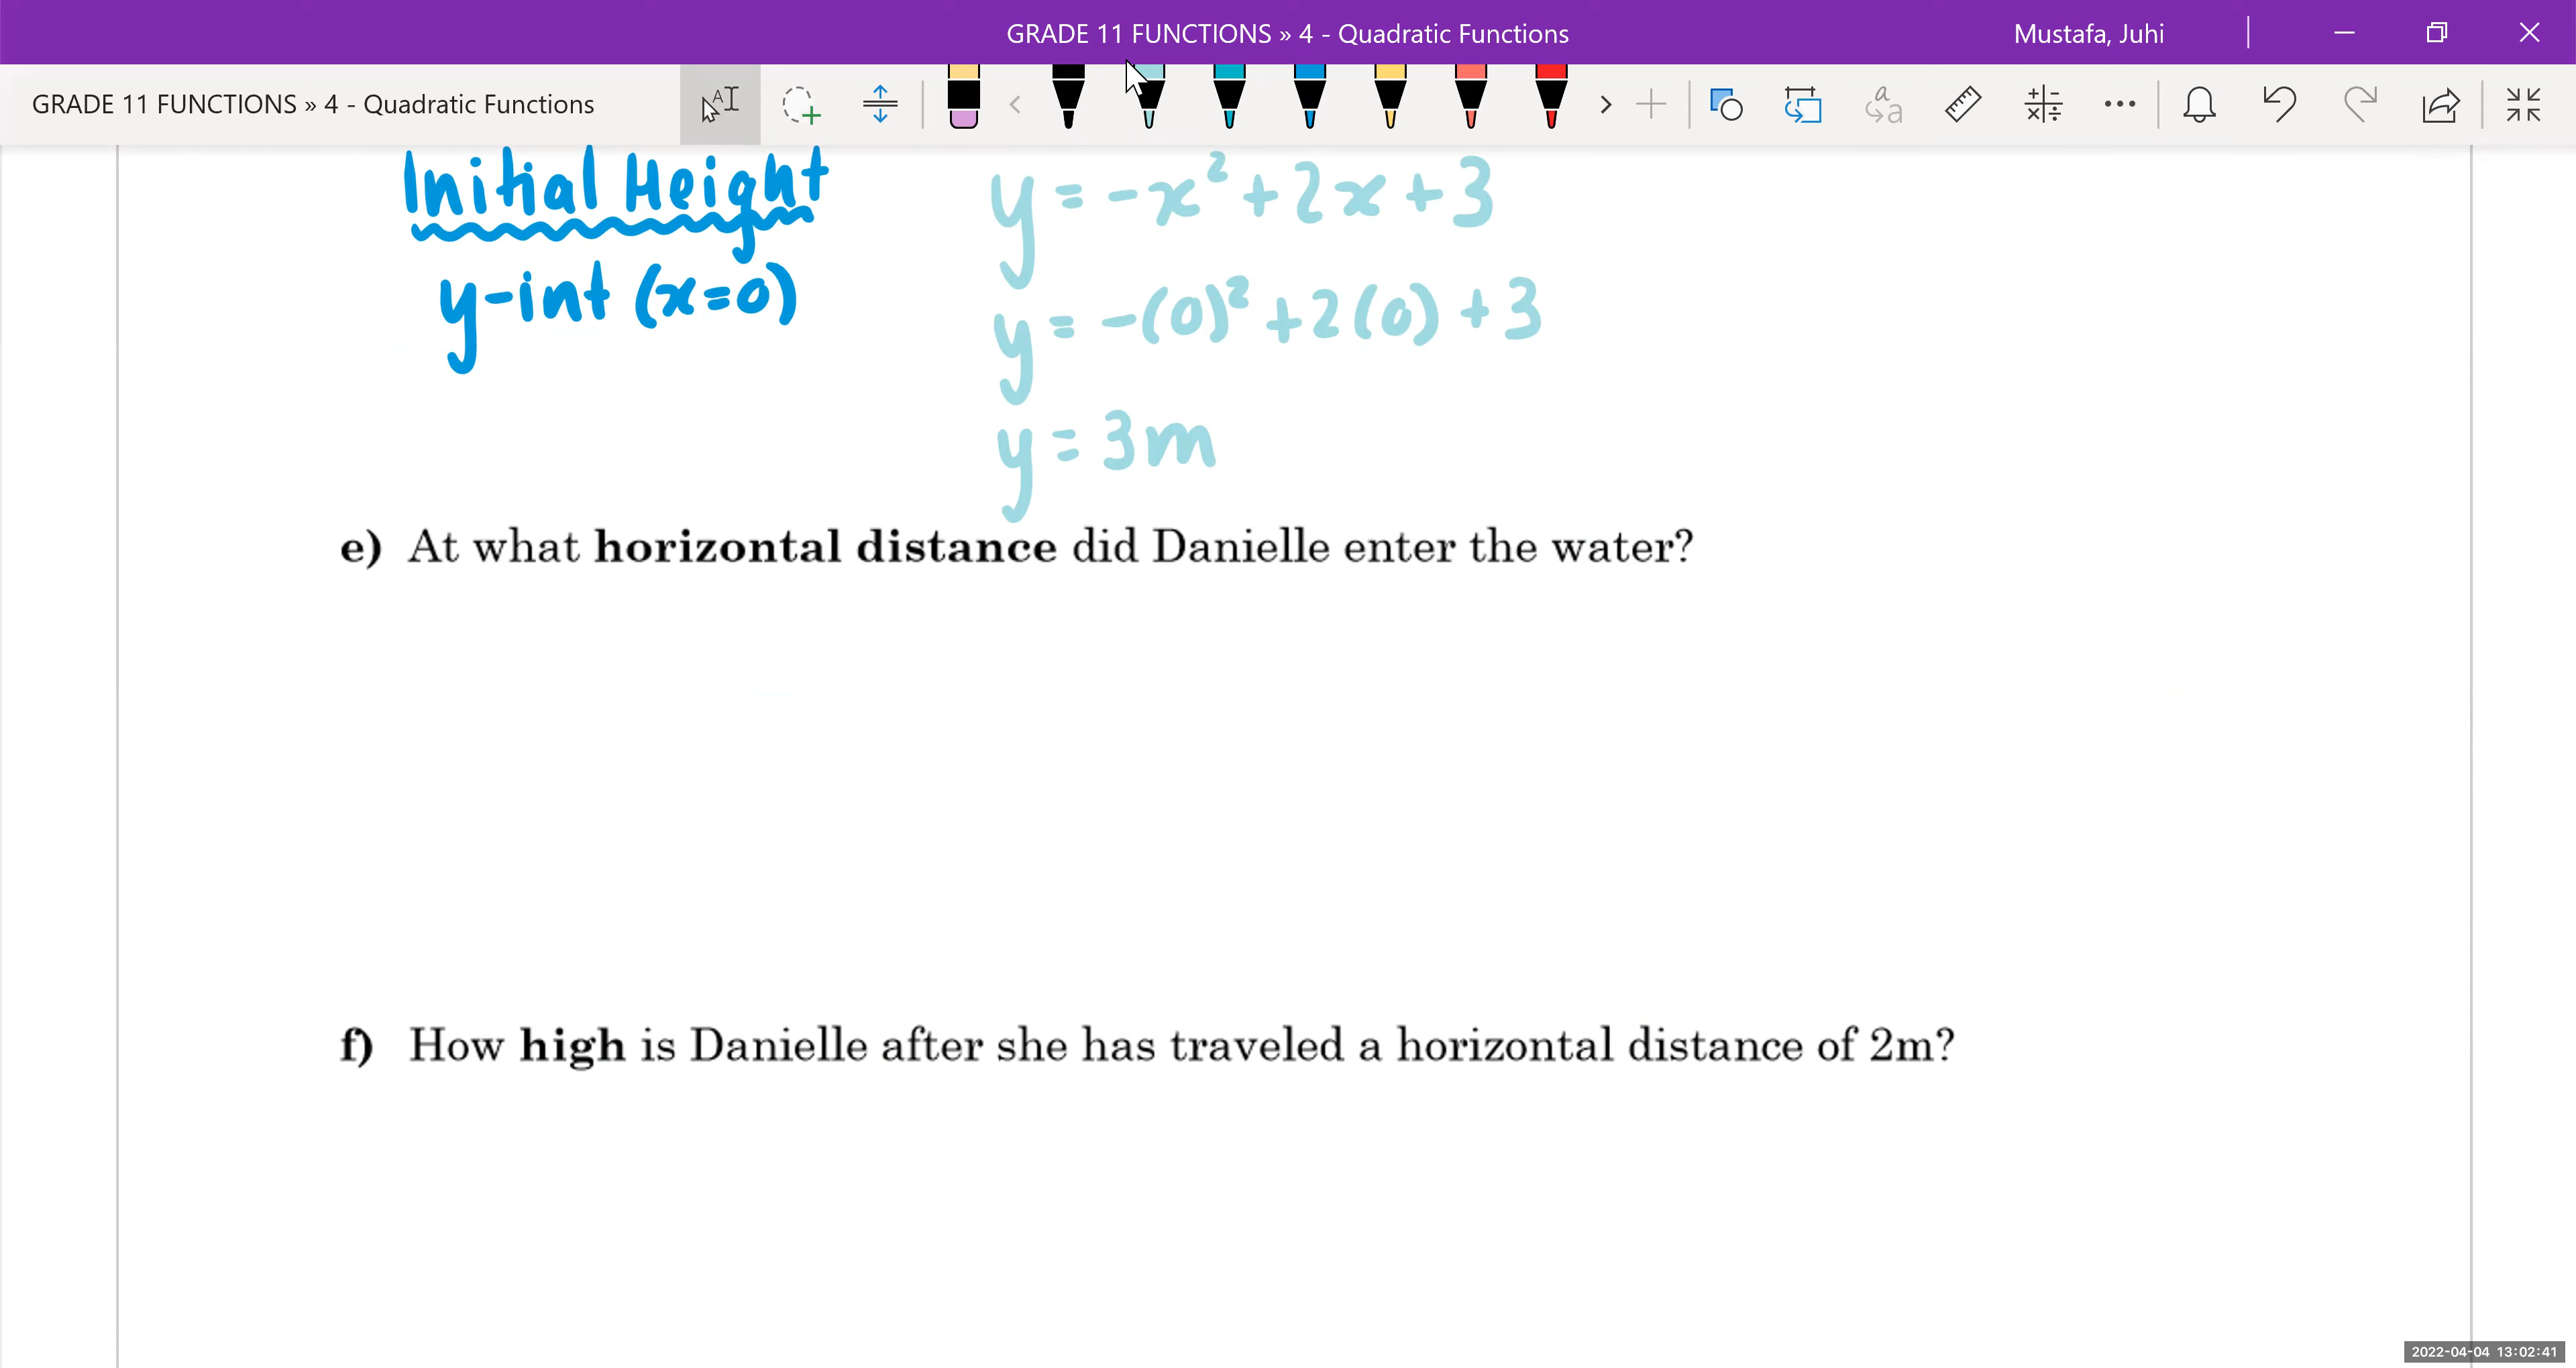 GRADE 11 FUNCTIONS » 4 - Quadratic Functions
Mustafa, Juhi
GRADE 11 FUNCTIONS » 4 - Quadratic Functions
Initial Height
y-int (x=0)
y = -x² + 2x + 3
y = -(0)² + 2(0) + 3
y = 3m
e) At what horizontal distance did Danielle enter the water?
f) How high is Danielle after she has traveled a horizontal distance of 2m?
2022-04-04 13:02:41